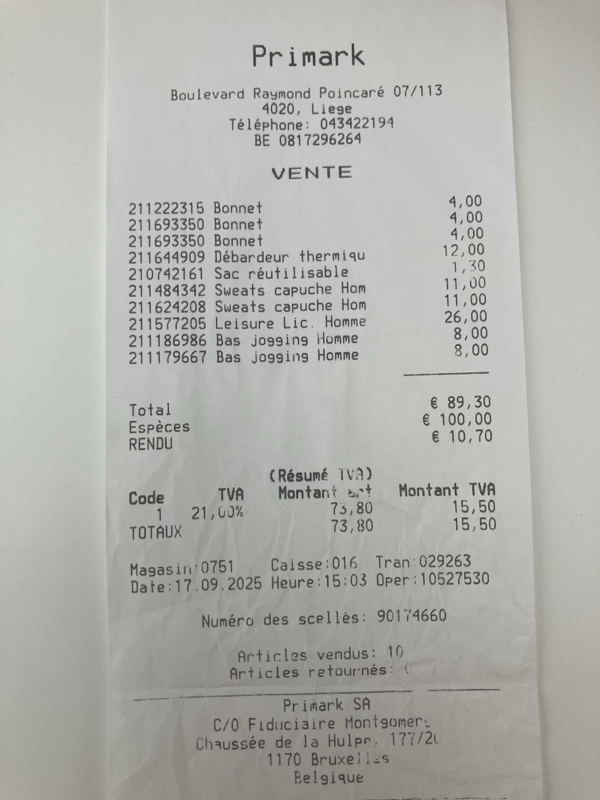 Primark
Boulevard Raymond Poincaré 07/113
4020, Liege
Téléphone: 043422194
BE 0817296264
VENTE
211222315 Bonnet 4,00
211693350 Bonnet 4,00
211693350 Bonnet 4,00
211644909 Débardeur thermiqu 12,00
210742161 Sac réutilisable 1,30
211484342 Sweats capuche Hom 11,00
211624208 Sweats capuche Hom 11,00
211577205 Leisure Lic. Homme 26,00
211186986 Bas jogging Homme 8,00
211179667 Bas jogging Homme 8,00
Total € 89,30
Espèces € 100,00
RENDU € 10,70
(Résumé TVA)
Code TVA Montant Montant TVA
1 21,00% 73,80 15,50
TOTAUX 73,80 15,50
Magasin:0751 Caisse:016 Tran:029263
Date:17.09.2025 Heure:15:03 Oper:10527530
Numéro des scellés: 90174660
Articles vendus: 10
Articles retournés:
Primark SA
C/O Fiduciaire
Chaussée de la Hulpe,
1170 Bruxelles
Belgique